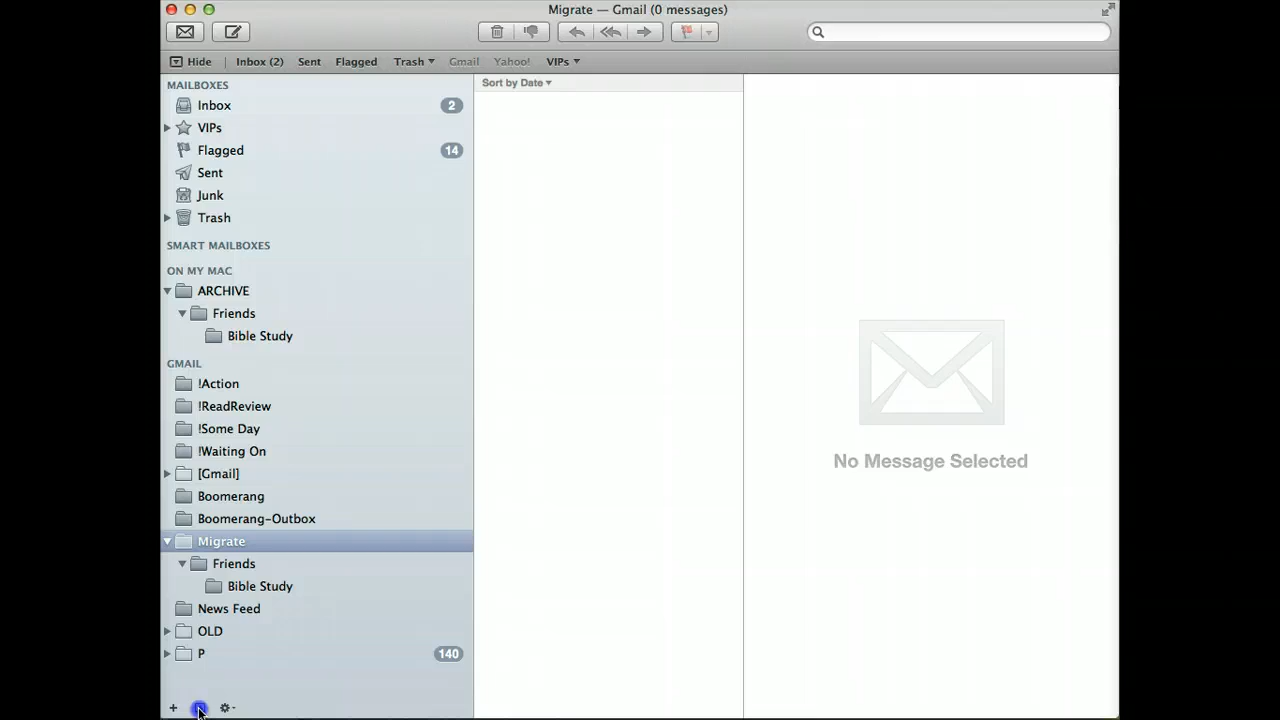 Migrate — Gmail (0 messages)
Hide Inbox (2) Sent Flagged Trash Gmail Yahoo! VIPs
MAILBOXES
Inbox 2
VIPs
Flagged 14
Sent
Junk
Trash
SMART MAILBOXES
ON MY MAC
ARCHIVE
Friends
Bible Study
GMAIL
!Action
!ReadReview
!Some Day
!Waiting On
[Gmail]
Boomerang
Boomerang-Outbox
Migrate
Friends
Bible Study
News Feed
OLD
P 140
Sort by Date
No Message Selected